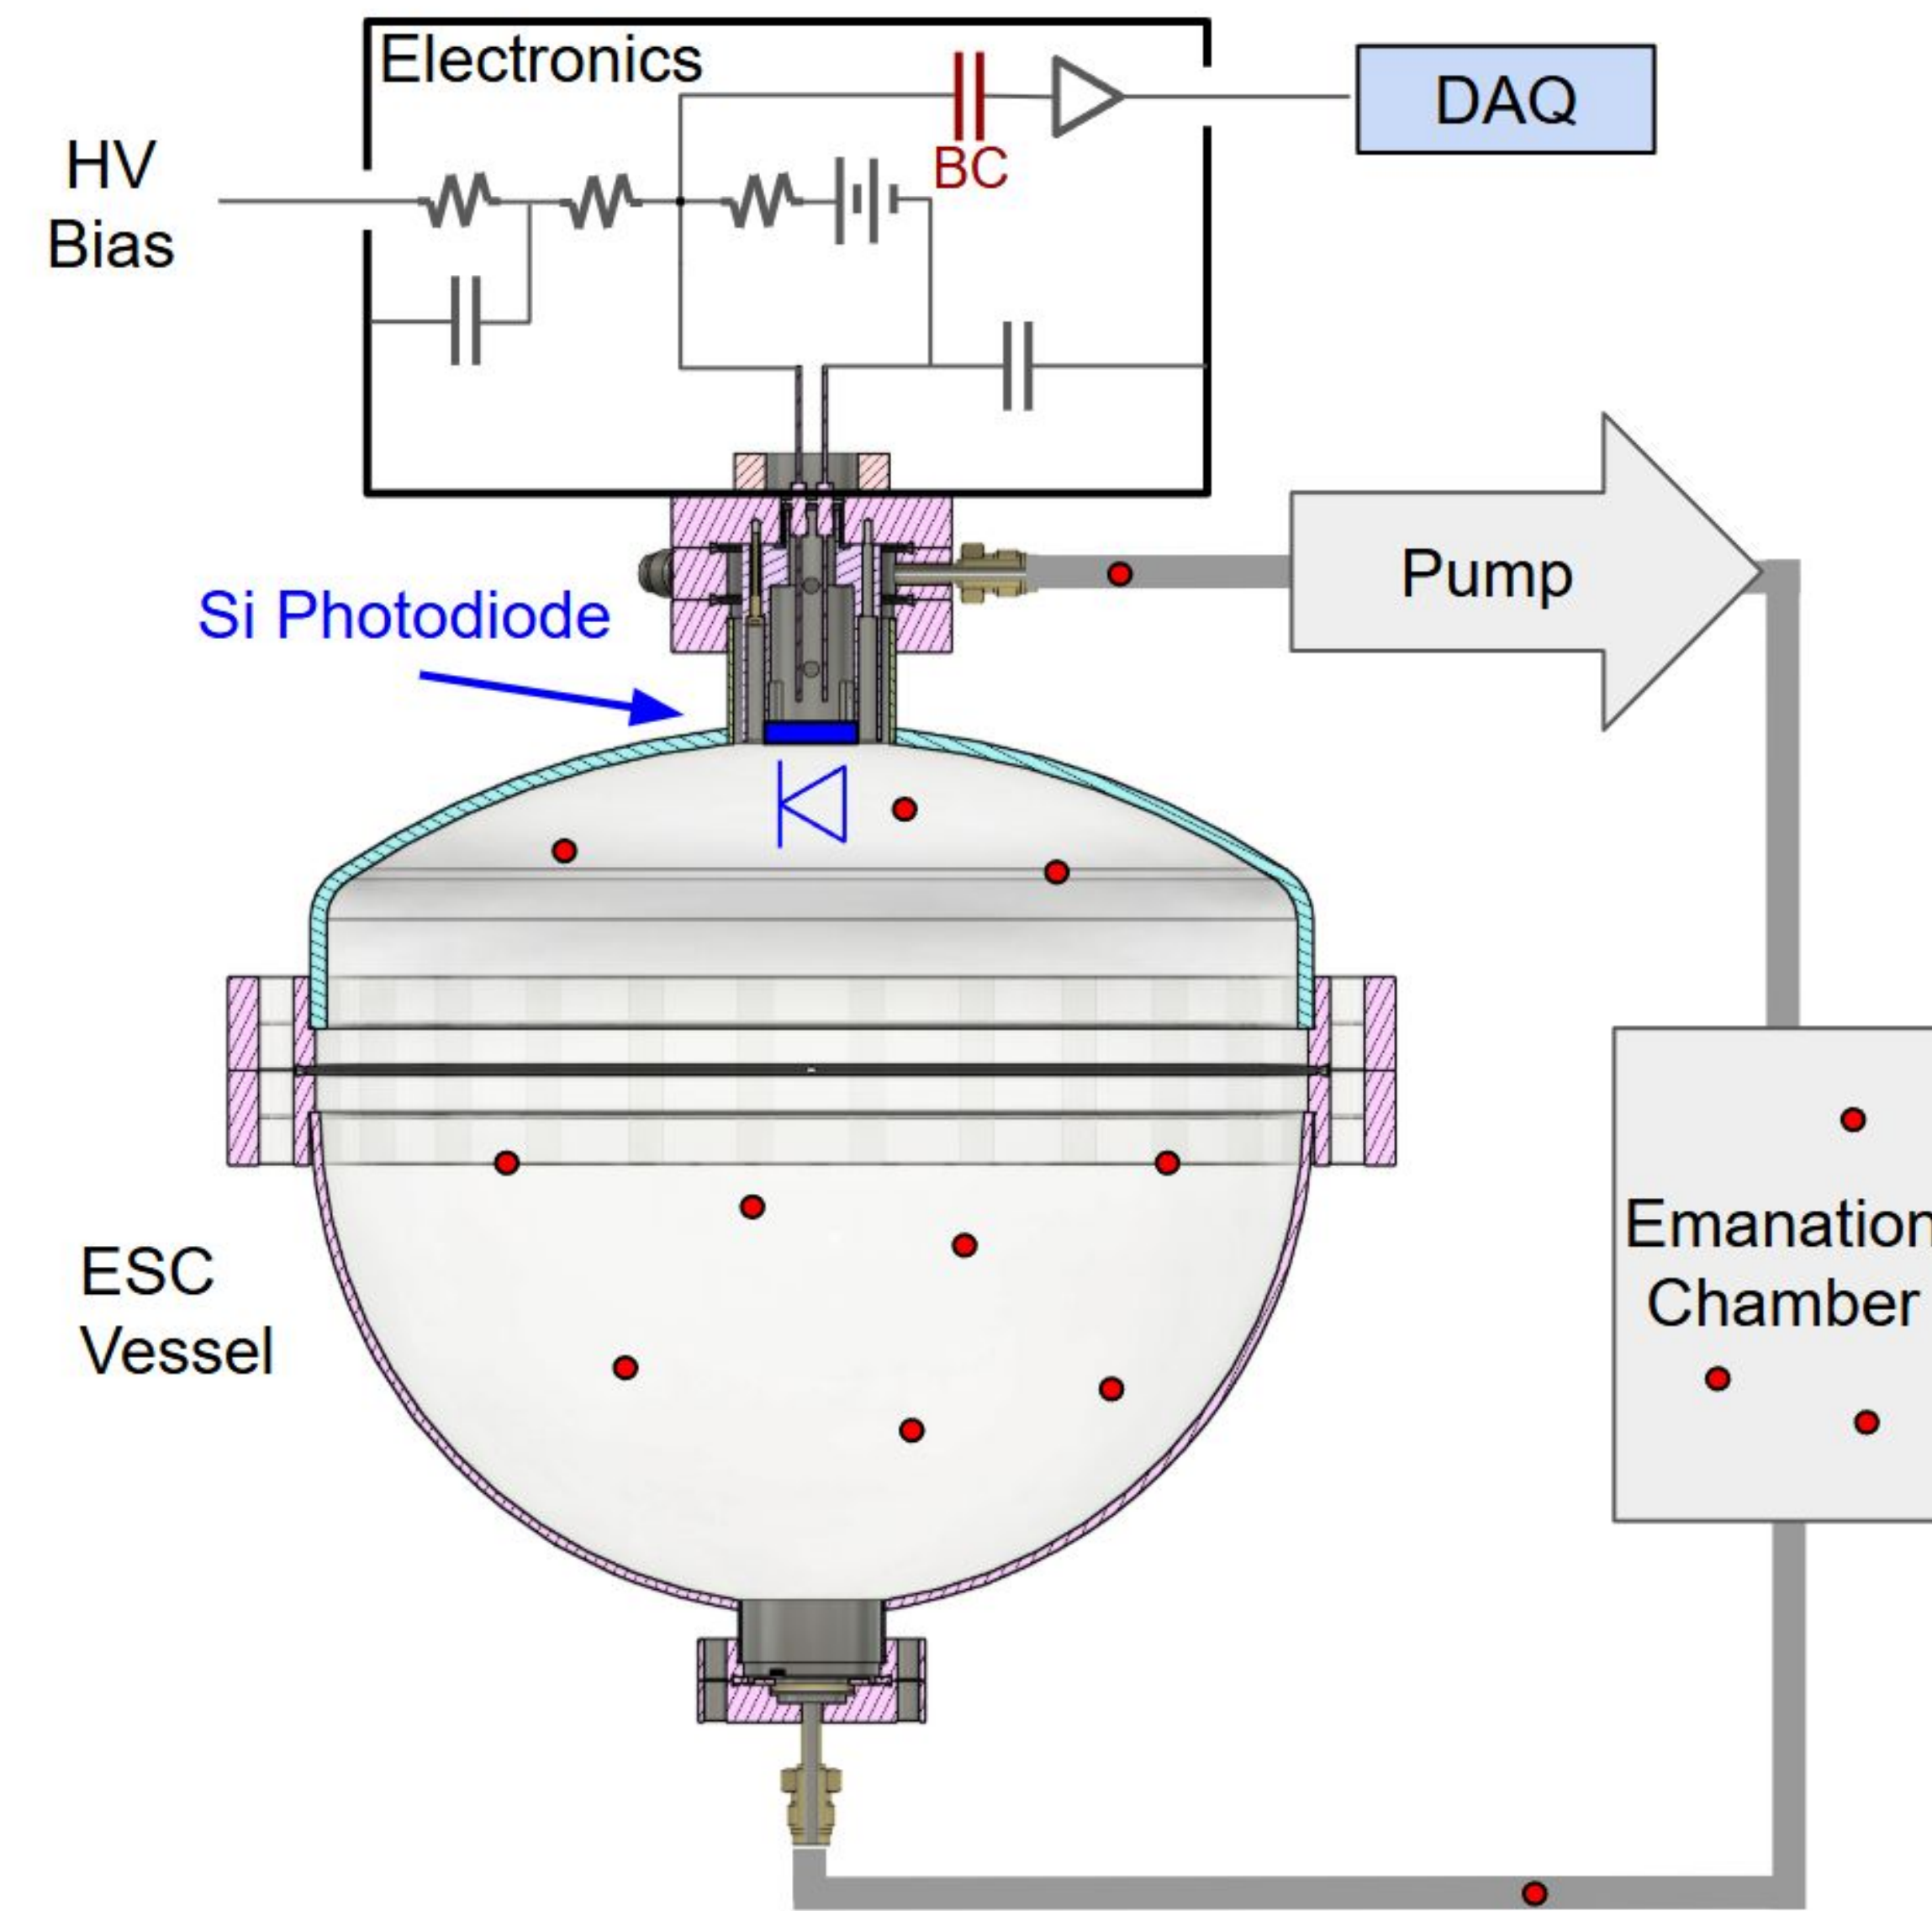 Electronics
DAQ
HV
Bias
BC
Pump
Si Photodiode
ESC
Vessel
Emanation
Chamber